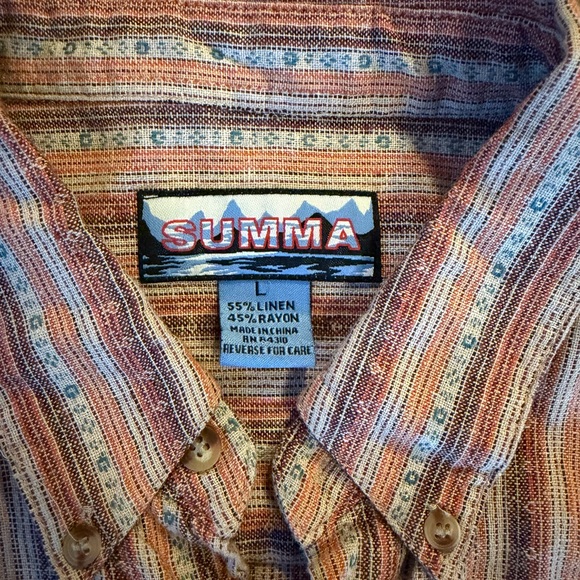 SUMMA
L
55% LINEN
45% RAYON
MADE IN CHINA
RN 84310
REVERSE FOR CARE